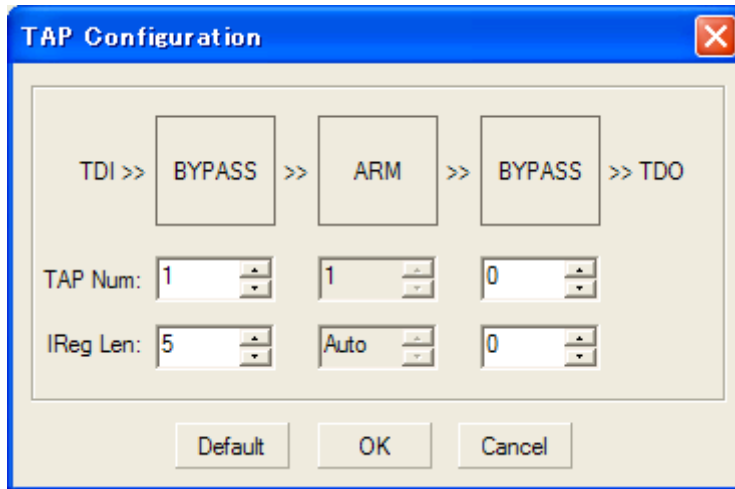 TAP Configuration
TDI >> BYPASS >> ARM >> BYPASS >> TDO
TAP Num: 1 1 0
IReg Len: 5 Auto 0
Default OK Cancel